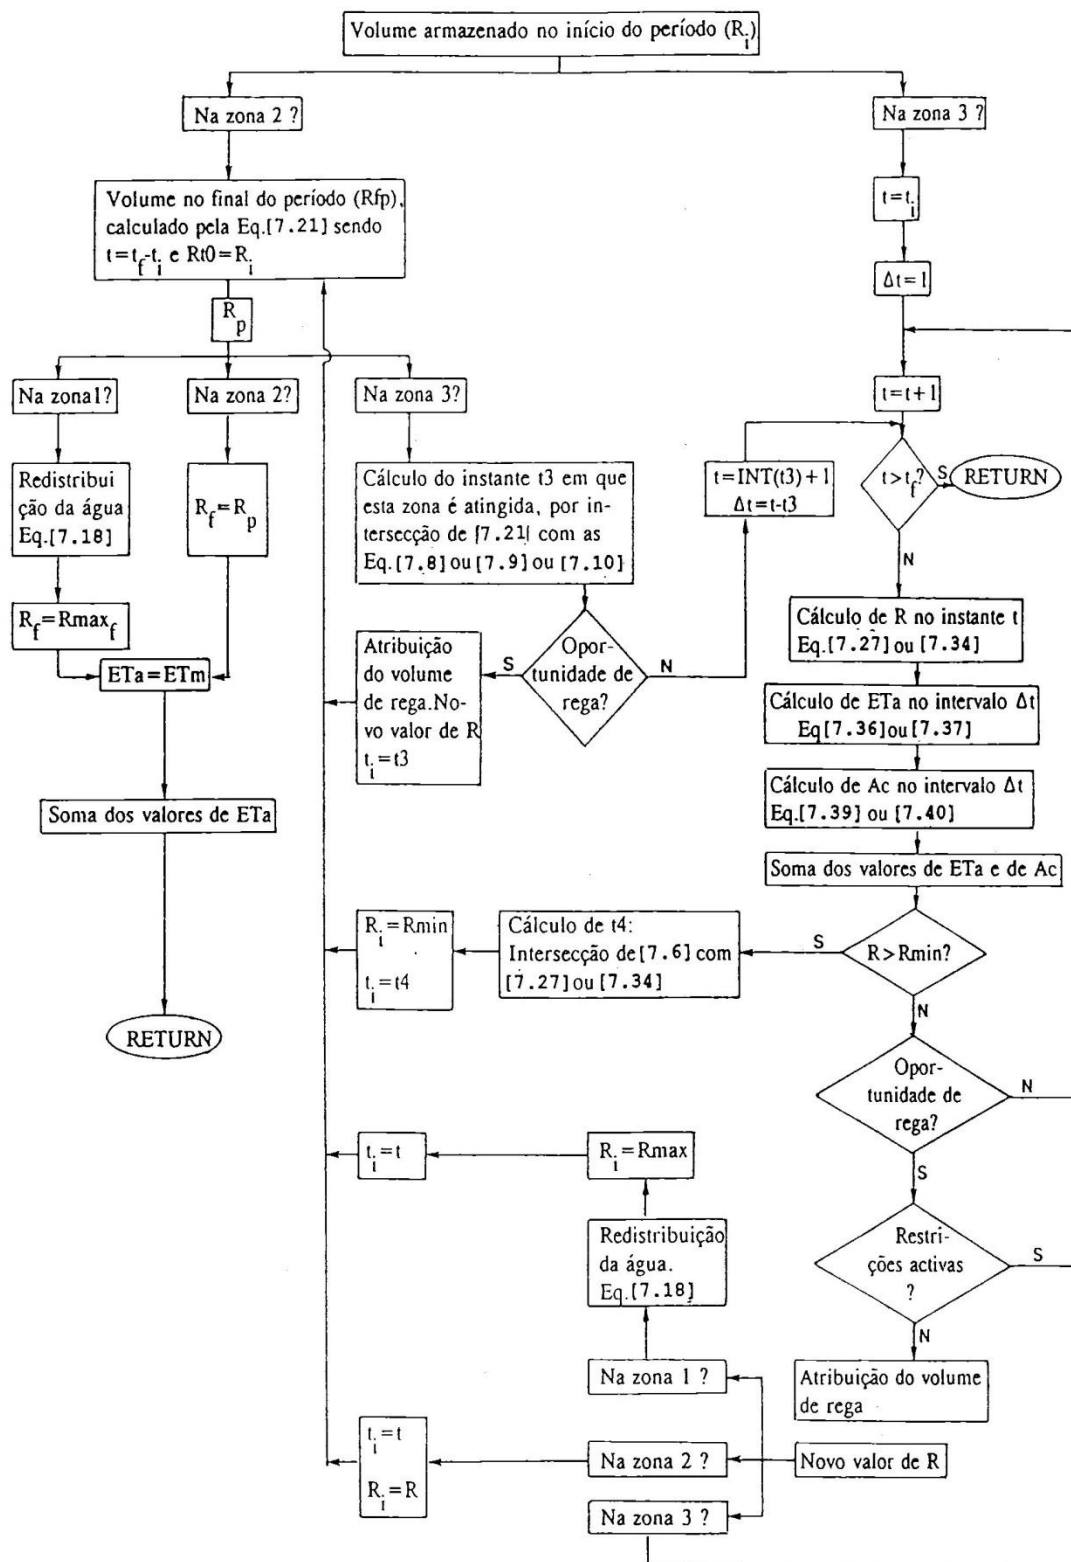 Volume armazenado no início do período (Ri)
Na zona 2 ?
Na zona 3 ?
Volume no final do período (Rfp),
calculado pela Eq.[7.21] sendo
t=tf-ti e Rt0=Ri
t=ti
Δt=1
Rp
t=t+1
Na zona1?
Na zona 2?
Na zona 3?
Redistribui
ção da água
Eq.[7.18]
Rf=Rp
Cálculo do instante t3 em que
esta zona é atingida, por in-
tersecção de |7.21| com as
Eq.[7.8] ou [7.9] ou [7.10]
t=INT(t3)+1
Δt=t-t3
t>tf?
S
RETURN
N
Rf=Rmaxf
ETa=ETm
Atribuição
do volume
de rega.No-
vo valor de R
ti=t3
S
Opor-
tunidade de
rega?
N
Cálculo de R no instante t
Eq.[7.27] ou [7.34]
Cálculo de ETa no intervalo Δt
Eq[7.36]ou [7.37]
Cálculo de Ac no intervalo Δt
Eq.[7.39] ou [7.40]
Soma dos valores de ETa
Soma dos valores de ETa e de Ac
Ri=Rmin
ti=t4
Cálculo de t4:
Intersecção de[7.6] com
[7.27] ou [7.34]
S
R>Rmin?
N
RETURN
Opor-
tunidade de
rega?
N
S
ti=t
Ri=Rmax
Redistribuição
da água.
Eq.[7.18]
Restri-
ções activas
?
S
N
Na zona 1 ?
Atribuição do volume
de rega
ti=t
Ri=R
Na zona 2 ?
Novo valor de R
Na zona 3 ?